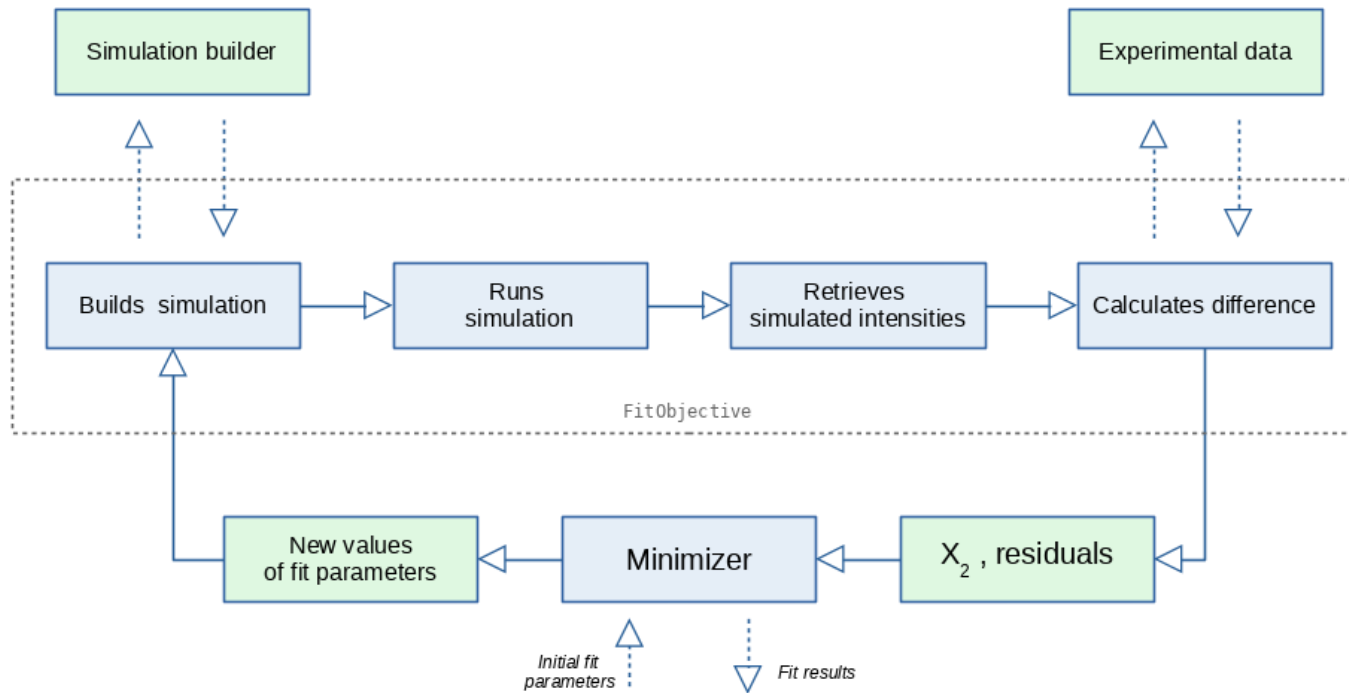 Simulation builder
Experimental data
Builds simulation
Runs
simulation
Retrieves
simulated intensities
Calculates difference
FitObjective
New values
of fit parameters
Minimizer
X₂ , residuals
Initial fit
parameters
Fit results